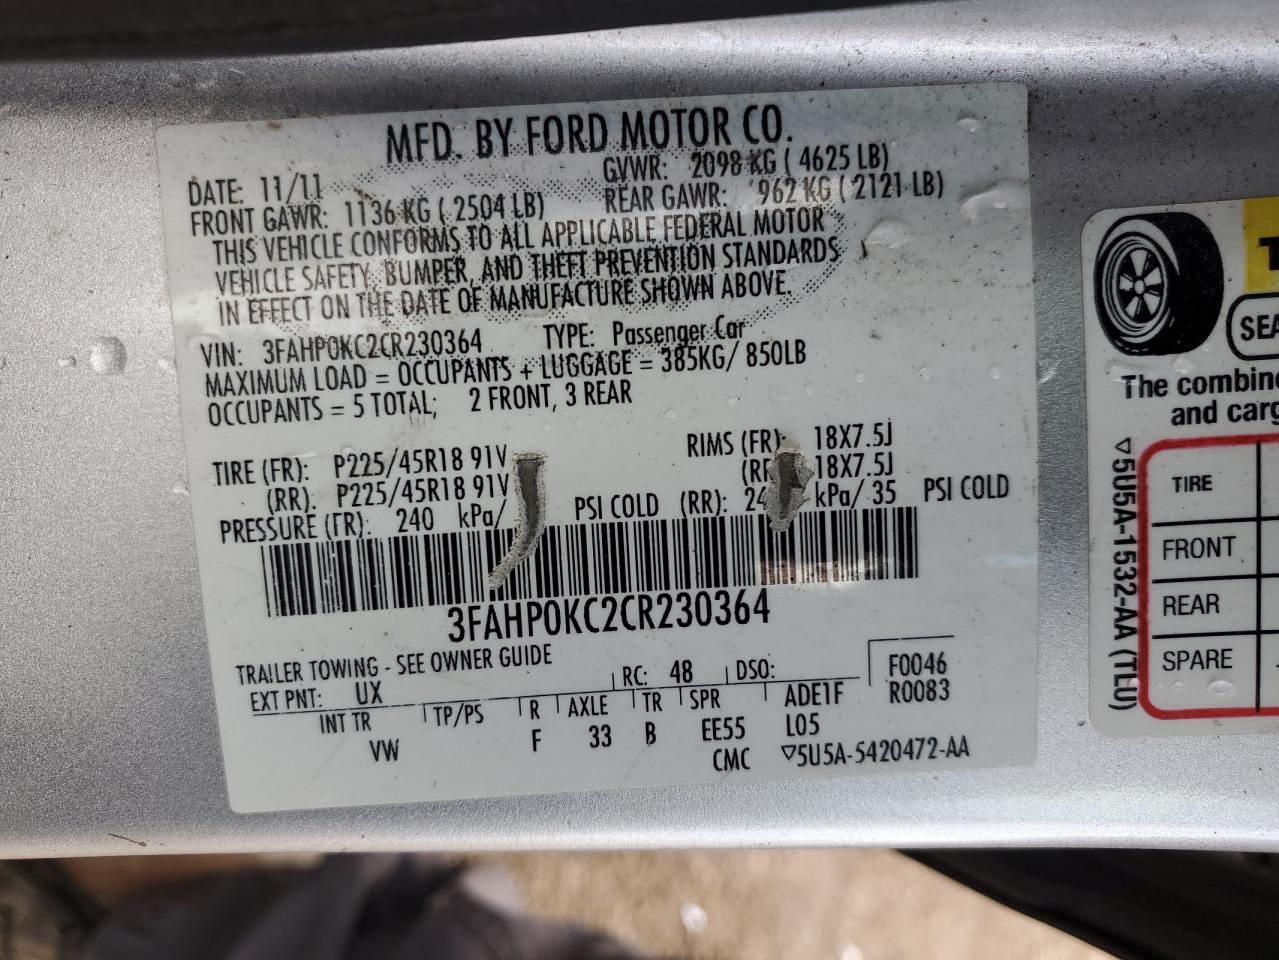 MFD. BY FORD MOTOR CO.
DATE: 11/11 GVWR: 2098 KG ( 4625 LB)
FRONT GAWR: 1136 KG ( 2504 LB) REAR GAWR: 962 KG ( 2121 LB)
THIS VEHICLE CONFORMS TO ALL APPLICABLE FEDERAL MOTOR
VEHICLE SAFETY, BUMPER, AND THEFT PREVENTION STANDARDS
IN EFFECT ON THE DATE OF MANUFACTURE SHOWN ABOVE.
VIN: 3FAHP0KC2CR230364 TYPE: Passenger Car
MAXIMUM LOAD = OCCUPANTS + LUGGAGE = 385KG/ 850LB
OCCUPANTS = 5 TOTAL; 2 FRONT, 3 REAR
TIRE (FR): P225/45R18 91V RIMS (FR): 18X7.5J
(RR): P225/45R18 91V 18X7.5J
PRESSURE (FR): 240 kPa/ PSI COLD (RR): kPa/ 35 PSI COLD
3FAHP0KC2CR230364
TRAILER TOWING - SEE OWNER GUIDE
EXT PNT: UX RC: 48 DSO: F0046
R0083
INT TR TP/PS R AXLE TR SPR ADE1F
VW F 33 B EE55 L05
CMC ▽5U5A-5420472-AA
The
and
▽5U5A-1532-AA (TLU)
TIRE
FRONT
REAR
SPARE